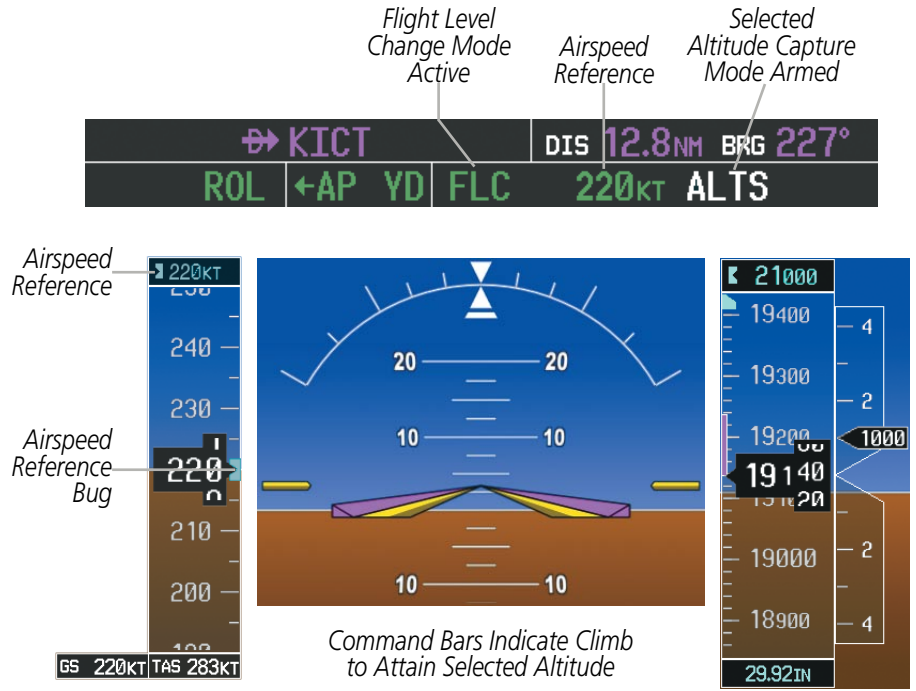 Flight Level
Change Mode
Active
Airspeed
Reference
Selected
Altitude Capture
Mode Armed
KICT DIS 12.8NM BRG 227°
ROL ←AP YD FLC 220KT ALTS
Airspeed
Reference
220KT
240
230
220
210
200
Airspeed
Reference
Bug
GS 220KT TAS 283KT
20 20
10 10
10 10
Command Bars Indicate Climb
to Attain Selected Altitude
21000
19400
19300
19200
19140
20
19000
18900
4
2
1000
2
4
29.92IN